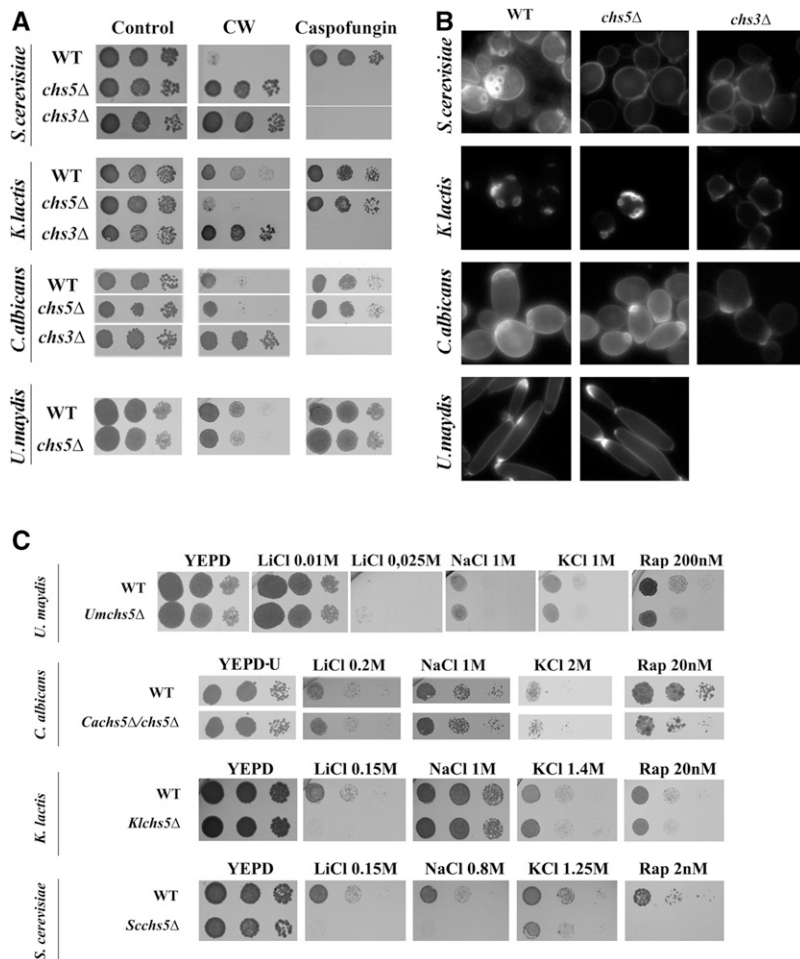 A
Control CW Caspofungin
S.cerevisiae
WT
chs5Δ
chs3Δ
K.lactis
WT
chs5Δ
chs3Δ
C.albicans
WT
chs5Δ
chs3Δ
U.maydis
WT
chs5Δ
B
WT chs5Δ chs3Δ
S.cerevisiae
K.lactis
C.albicans
U.maydis
C
YEPD LiCl 0.01M LiCl 0,025M NaCl 1M KCl 1M Rap 200nM
U. maydis
WT
Umchs5Δ
YEPD-U LiCl 0.2M NaCl 1M KCl 2M Rap 20nM
C. albicans
WT
Cachs5Δ/chs5Δ
YEPD LiCl 0.15M NaCl 1M KCl 1.4M Rap 20nM
K. lactis
WT
Klchs5Δ
YEPD LiCl 0.15M NaCl 0.8M KCl 1.25M Rap 2nM
S. cerevisiae
WT
Scchs5Δ